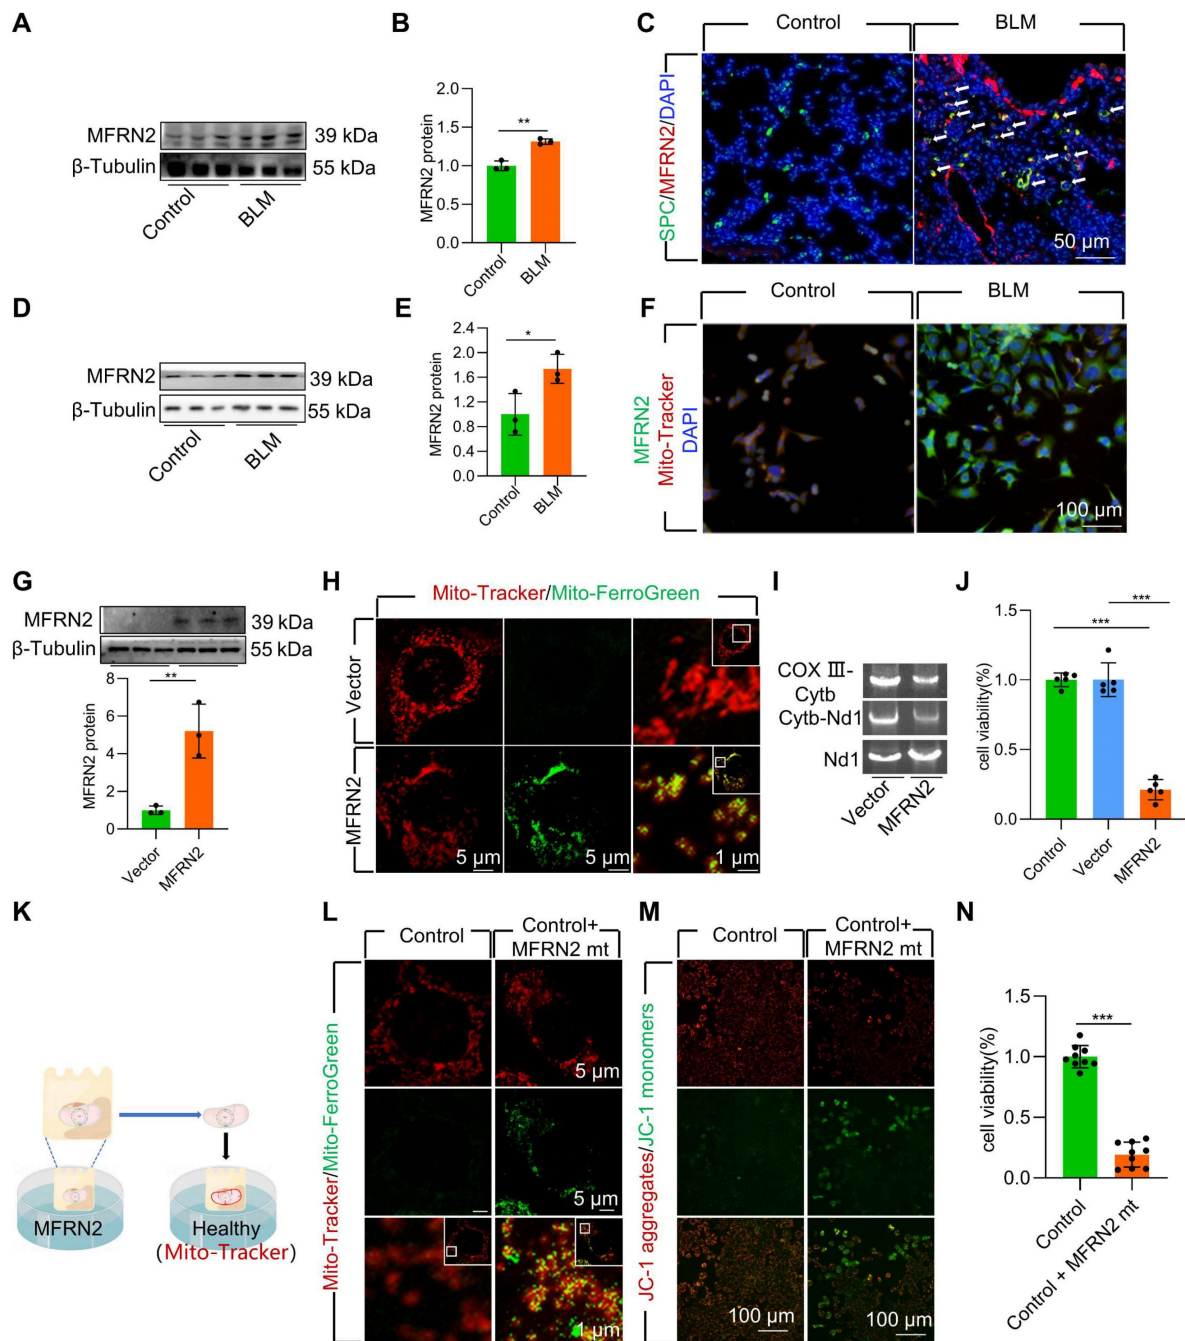 A
MFRN2
39 kDa
β-Tubulin
55 kDa
Control
BLM
B
MFRN2 protein
2.0
1.5
1.0
0.5
0.0
**
Control
BLM
C
Control
BLM
SPC/MFRN2/DAPI
50 µm
D
MFRN2
39 kDa
β-Tubulin
55 kDa
Control
BLM
E
MFRN2 protein
2.4
2.0
1.6
1.2
0.8
0.4
0.0
*
Control
BLM
F
Control
BLM
MFRN2
Mito-Tracker
DAPI
100 µm
G
MFRN2
39 kDa
β-Tubulin
55 kDa
MFRN2 protein
8
6
4
2
0
**
Vector
MFRN2
H
Mito-Tracker/Mito-FerroGreen
Vector
MFRN2
5 µm
5 µm
1 µm
I
COX Ⅲ-
Cytb
Cytb-Nd1
Nd1
Vector
MFRN2
J
cell viability(%)
1.5
1.0
0.5
0.0
***
***
Control
Vector
MFRN2
K
MFRN2
Healthy
(Mito-Tracker)
L
Control
Control+
MFRN2 mt
Mito-Tracker/Mito-FerroGreen
5 µm
5 µm
1 µm
M
Control
Control+
MFRN2 mt
JC-1 aggregates/JC-1 monomers
100 µm
100 µm
N
cell viability(%)
1.5
1.0
0.5
0.0
***
Control
Control + MFRN2 mt